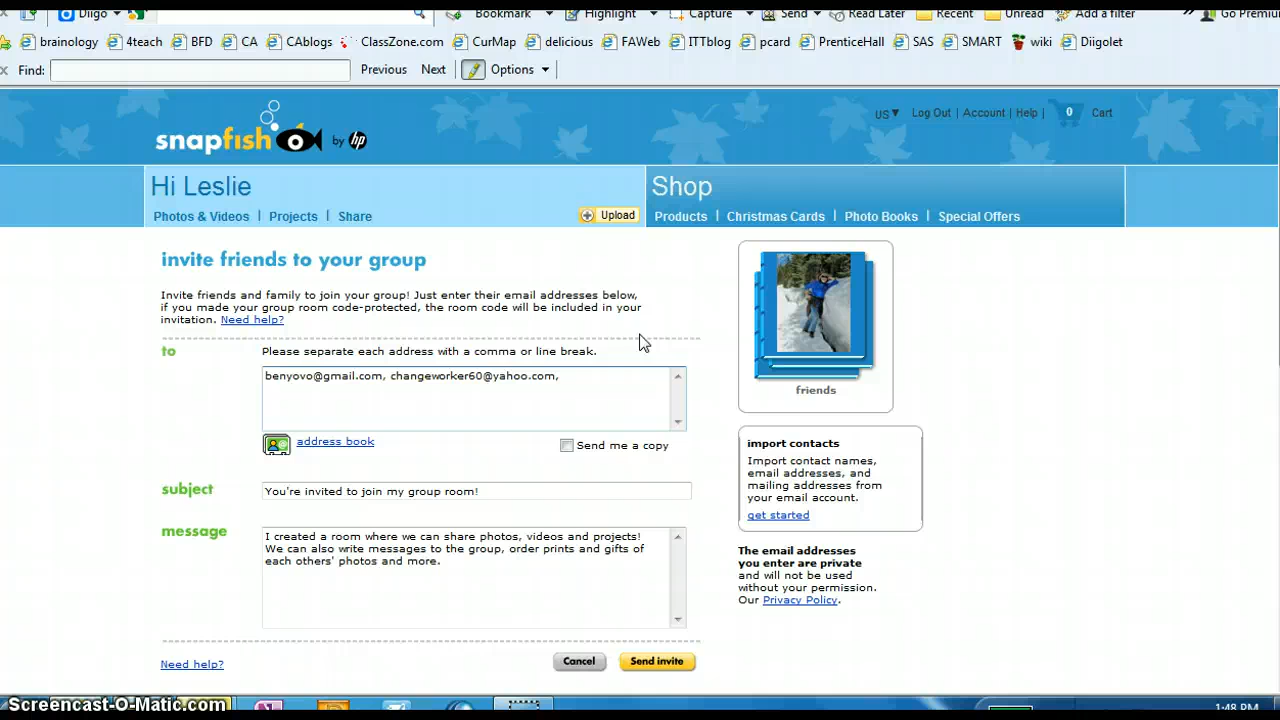 Diigo Bookmark Highlight Capture Send Read Later Recent Unread Add a filter » Go Premiu
brainology 4teach BFD CA CAblogs ClassZone.com CurMap delicious FAWeb ITTblog pcard PrenticeHall SAS SMART wiki Diigolet
x Find: Previous Next Options
US Log Out | Account | Help | 0 Cart
snapfish by hp
Hi Leslie Shop
Photos & Videos | Projects | Share Upload Products | Christmas Cards | Photo Books | Special Offers
invite friends to your group
Invite friends and family to join your group! Just enter their email addresses below,
if you made your group room code-protected, the room code will be included in your
invitation. Need help?
to Please separate each address with a comma or line break.
benyovo@gmail.com, changeworker60@yahoo.com,
address book Send me a copy
subject You're invited to join my group room!
message I created a room where we can share photos, videos and projects!
We can also write messages to the group, order prints and gifts of
each others' photos and more.
Need help? Cancel Send invite
friends
import contacts
Import contact names,
email addresses, and
mailing addresses from
your email account.
get started
The email addresses
you enter are private
and will not be used
without your permission.
Our Privacy Policy.
Screencast-O-Matic.com 1:48 PM